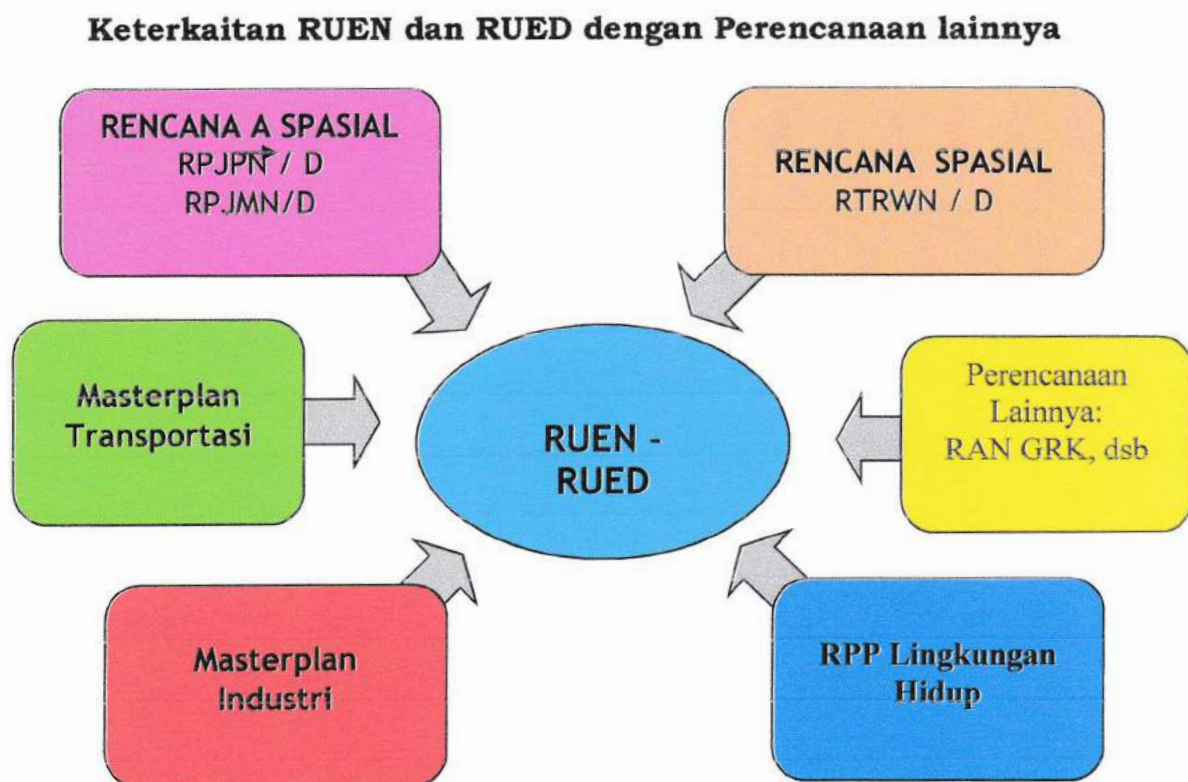 Keterkaitan RUEN dan RUED dengan Perencanaan lainnya
RENCANA A SPASIAL
RPJPN / D
RPJMN/D
RENCANA SPASIAL
RTRWN / D
Masterplan
Transportasi
RUEN -
RUED
Perencanaan
Lainnya:
RAN GRK, dsb
Masterplan
Industri
RPP Lingkungan
Hidup